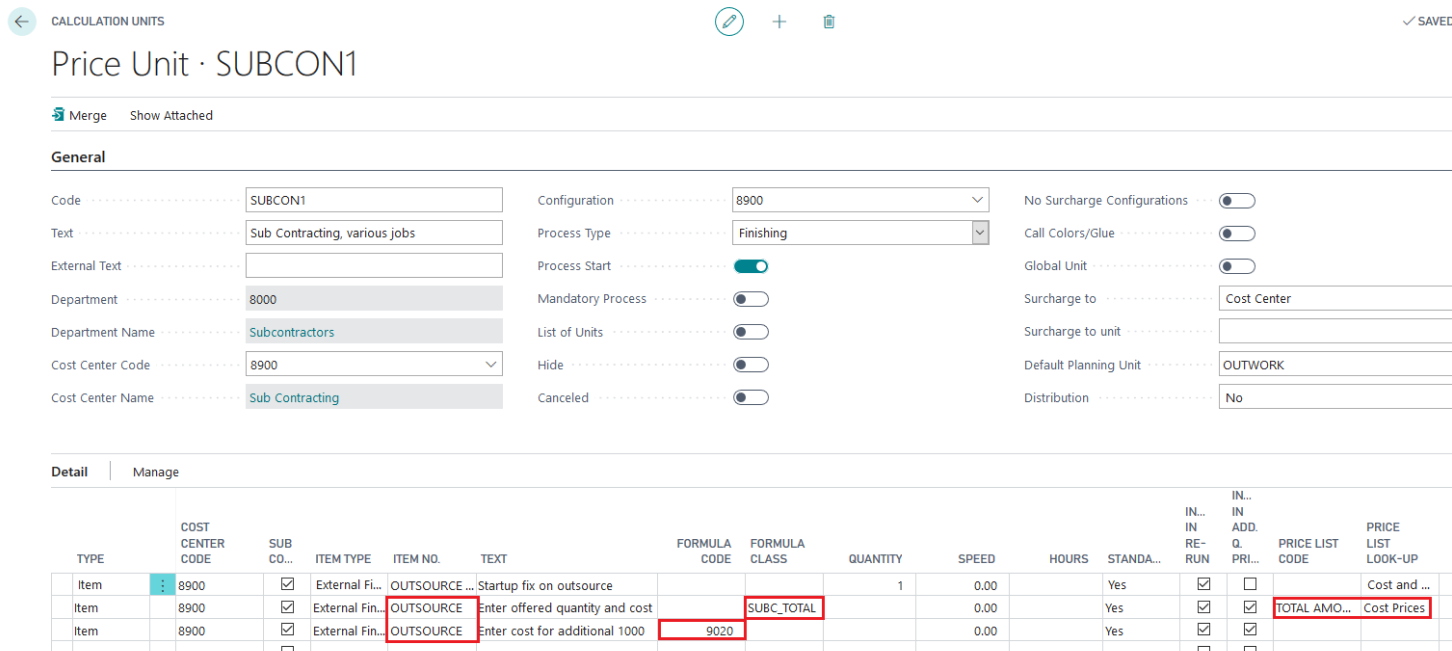 CALCULATION UNITS
SAVED
Price Unit · SUBCON1
Merge Show Attached
General
Code SUBCON1 Configuration 8900 No Surcharge Configurations
Text Sub Contracting, various jobs Process Type Finishing Call Colors/Glue
External Text Process Start Global Unit
Department 8000 Mandatory Process Surcharge to Cost Center
Department Name Subcontractors List of Units Surcharge to unit
Cost Center Code 8900 Hide Default Planning Unit OUTWORK
Cost Center Name Sub Contracting Canceled Distribution No
Detail Manage
IN...
IN... IN
COST IN ADD. PRICE
CENTER SUB FORMULA FORMULA RE- Q. PRICE LIST LIST
TYPE CODE CO... ITEM TYPE ITEM NO. TEXT CODE CLASS QUANTITY SPEED HOURS STANDA... RUN PRI... CODE LOOK-UP
Item 8900 External Fi... OUTSOURCE ... Startup fix on outsource 1 0.00 Yes Cost and ...
Item 8900 External Fin... OUTSOURCE Enter offered quantity and cost SUBC_TOTAL 0.00 Yes TOTAL AMO... Cost Prices
Item 8900 External Fin... OUTSOURCE Enter cost for additional 1000 9020 0.00 Yes